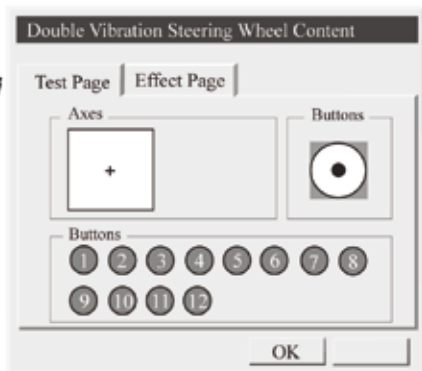 Double Vibration Steering Wheel Content
Test Page Effect Page
Axes
Buttons
Buttons
1 2 3 4 5 6 7 8
9 10 11 12
OK